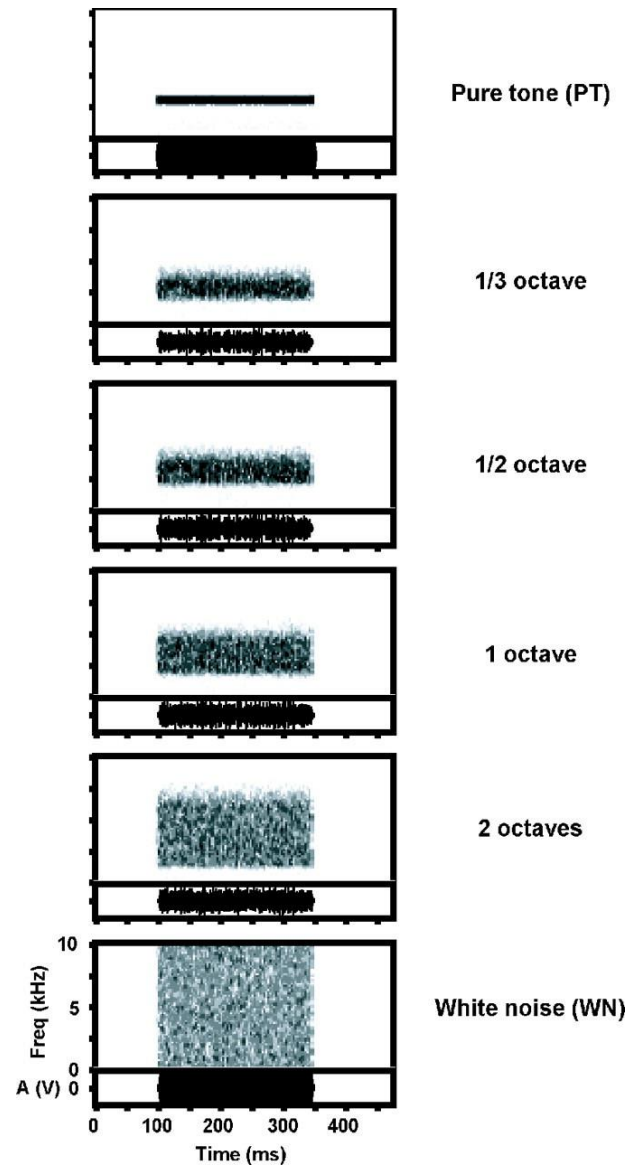 Pure tone (PT)
1/3 octave
1/2 octave
1 octave
2 octaves
White noise (WN)
10
5
0
Freq (kHz)
A (V) 0
0 100 200 300 400
Time (ms)